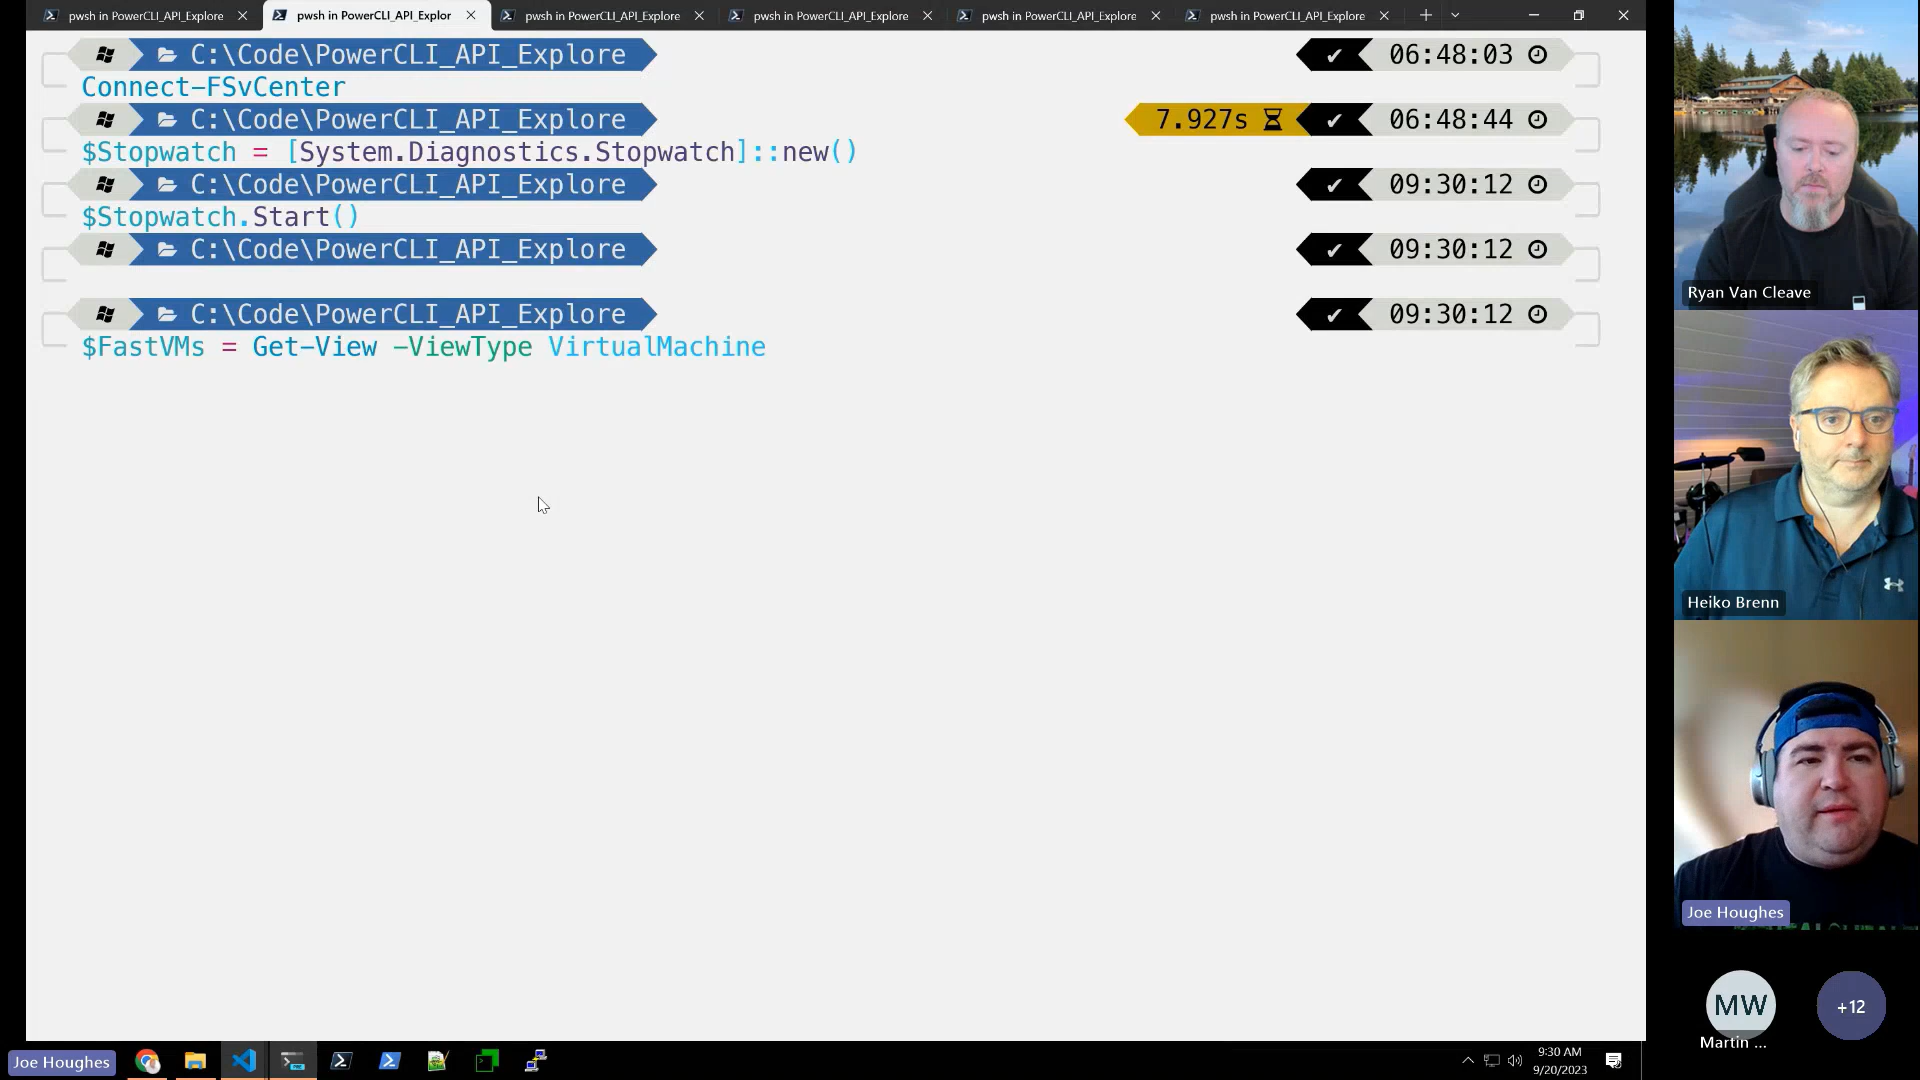 pwsh in PowerCLI_API_Explore
pwsh in PowerCLI_API_Explor
pwsh in PowerCLI_API_Explore
pwsh in PowerCLI_API_Explore
pwsh in PowerCLI_API_Explore
pwsh in PowerCLI_API_Explore
C:\Code\PowerCLI_API_Explore
✔ 06:48:03
Connect-FSvCenter
C:\Code\PowerCLI_API_Explore
7.927s ✔ 06:48:44
$Stopwatch = [System.Diagnostics.Stopwatch]::new()
C:\Code\PowerCLI_API_Explore
✔ 09:30:12
$Stopwatch.Start()
C:\Code\PowerCLI_API_Explore
✔ 09:30:12
C:\Code\PowerCLI_API_Explore
✔ 09:30:12
$FastVMs = Get-View -ViewType VirtualMachine
Ryan Van Cleave
Heiko Brenn
Joe Houghes
MW
+12
Martin ...
Joe Houghes
9:30 AM
9/20/2023